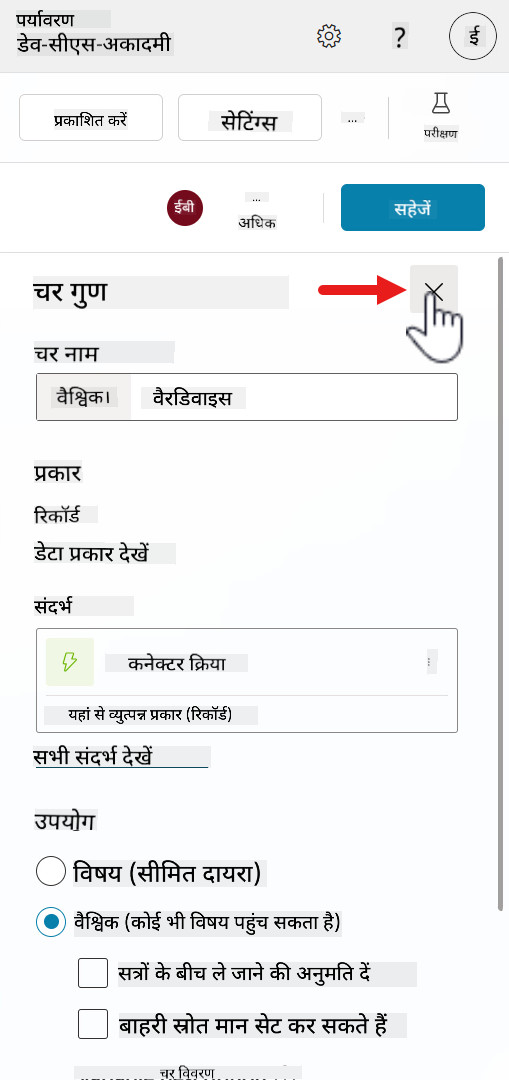 पर्यावरण
डेव-सीएस-अकादमी
?
ई
प्रकाशित करें
सेटिंग्स
...
परीक्षण
ईबी
...
अधिक
सहेजें
चर गुण
चर नाम
वैश्विक।
वैरडिवाइस
प्रकार
रिकॉर्ड
डेटा प्रकार देखें
संदर्भ
कनेक्टर क्रिया
यहां से व्युत्पन्न प्रकार (रिकॉर्ड)
सभी संदर्भ देखें
उपयोग
विषय (सीमित दायरा)
वैश्विक (कोई भी विषय पहुंच सकता है)
सत्रों के बीच ले जाने की अनुमति दें
बाहरी स्रोत मान सेट कर सकते हैं
चर विवरण